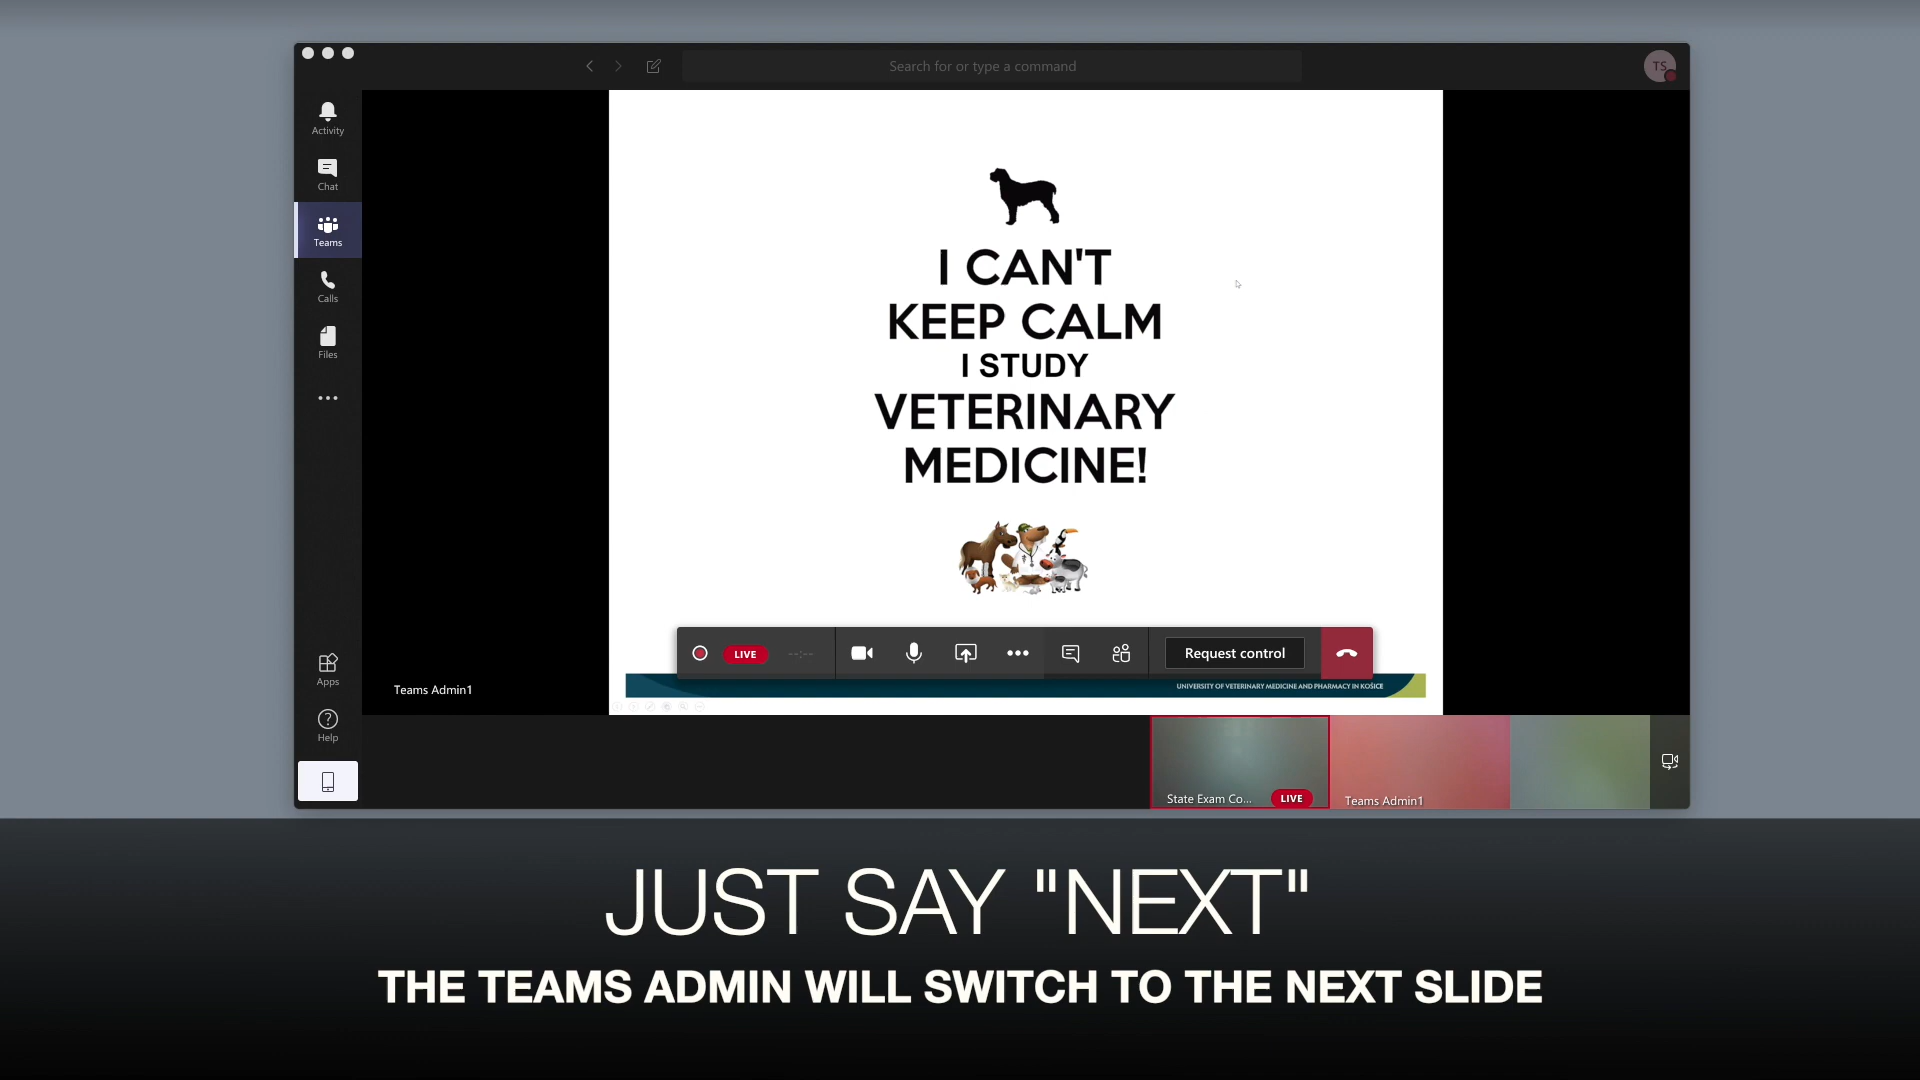 Search for or type a command
TS
Activity
Chat
Teams
Calls
Files
Apps
Help
I CAN'T
KEEP CALM
I STUDY
VETERINARY
MEDICINE!
LIVE
--:--
Request control
UNIVERSITY OF VETERINARY MEDICINE AND PHARMACY IN KOŠICE
Teams Admin1
State Exam Co...
LIVE
Teams Admin1
JUST SAY "NEXT"
THE TEAMS ADMIN WILL SWITCH TO THE NEXT SLIDE